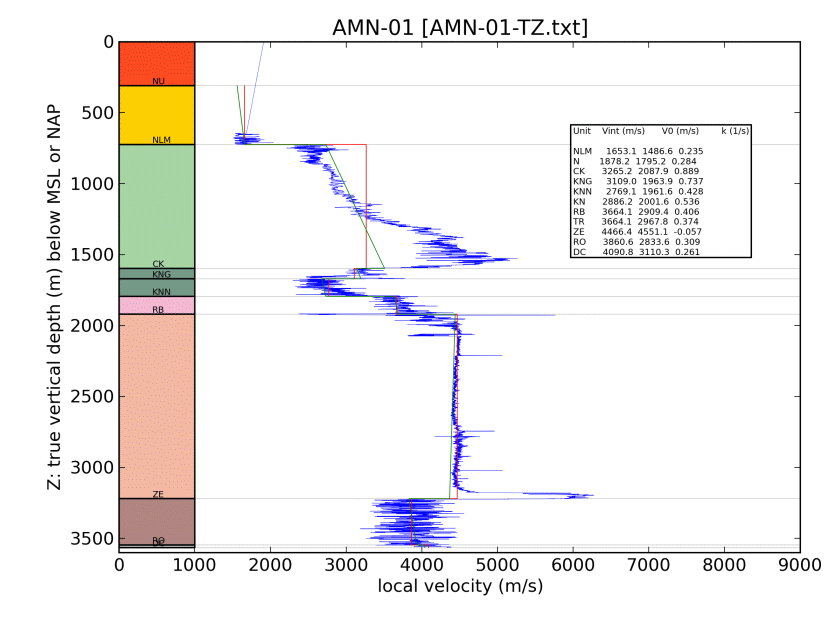 AMN-01 [AMN-01-TZ.txt]
Z: true vertical depth (m) below MSL or NAP
0
500
1000
1500
2000
2500
3000
3500
NU
NLM
CK
KNG
KNN
RB
ZE
RO
DC
Unit Vint (m/s) V0 (m/s) k (1/s)
NLM 1653.1 1486.6 0.235
N 1878.2 1795.2 0.284
CK 3265.2 2087.9 0.889
KNG 3109.0 1963.9 0.737
KNN 2769.1 1961.6 0.428
KN 2886.2 2001.6 0.536
RB 3664.1 2909.4 0.406
TR 3664.1 2967.8 0.374
ZE 4466.4 4551.1 -0.057
RO 3860.6 2833.6 0.309
DC 4090.8 3110.3 0.261
0 1000 2000 3000 4000 5000 6000 7000 8000 9000
local velocity (m/s)